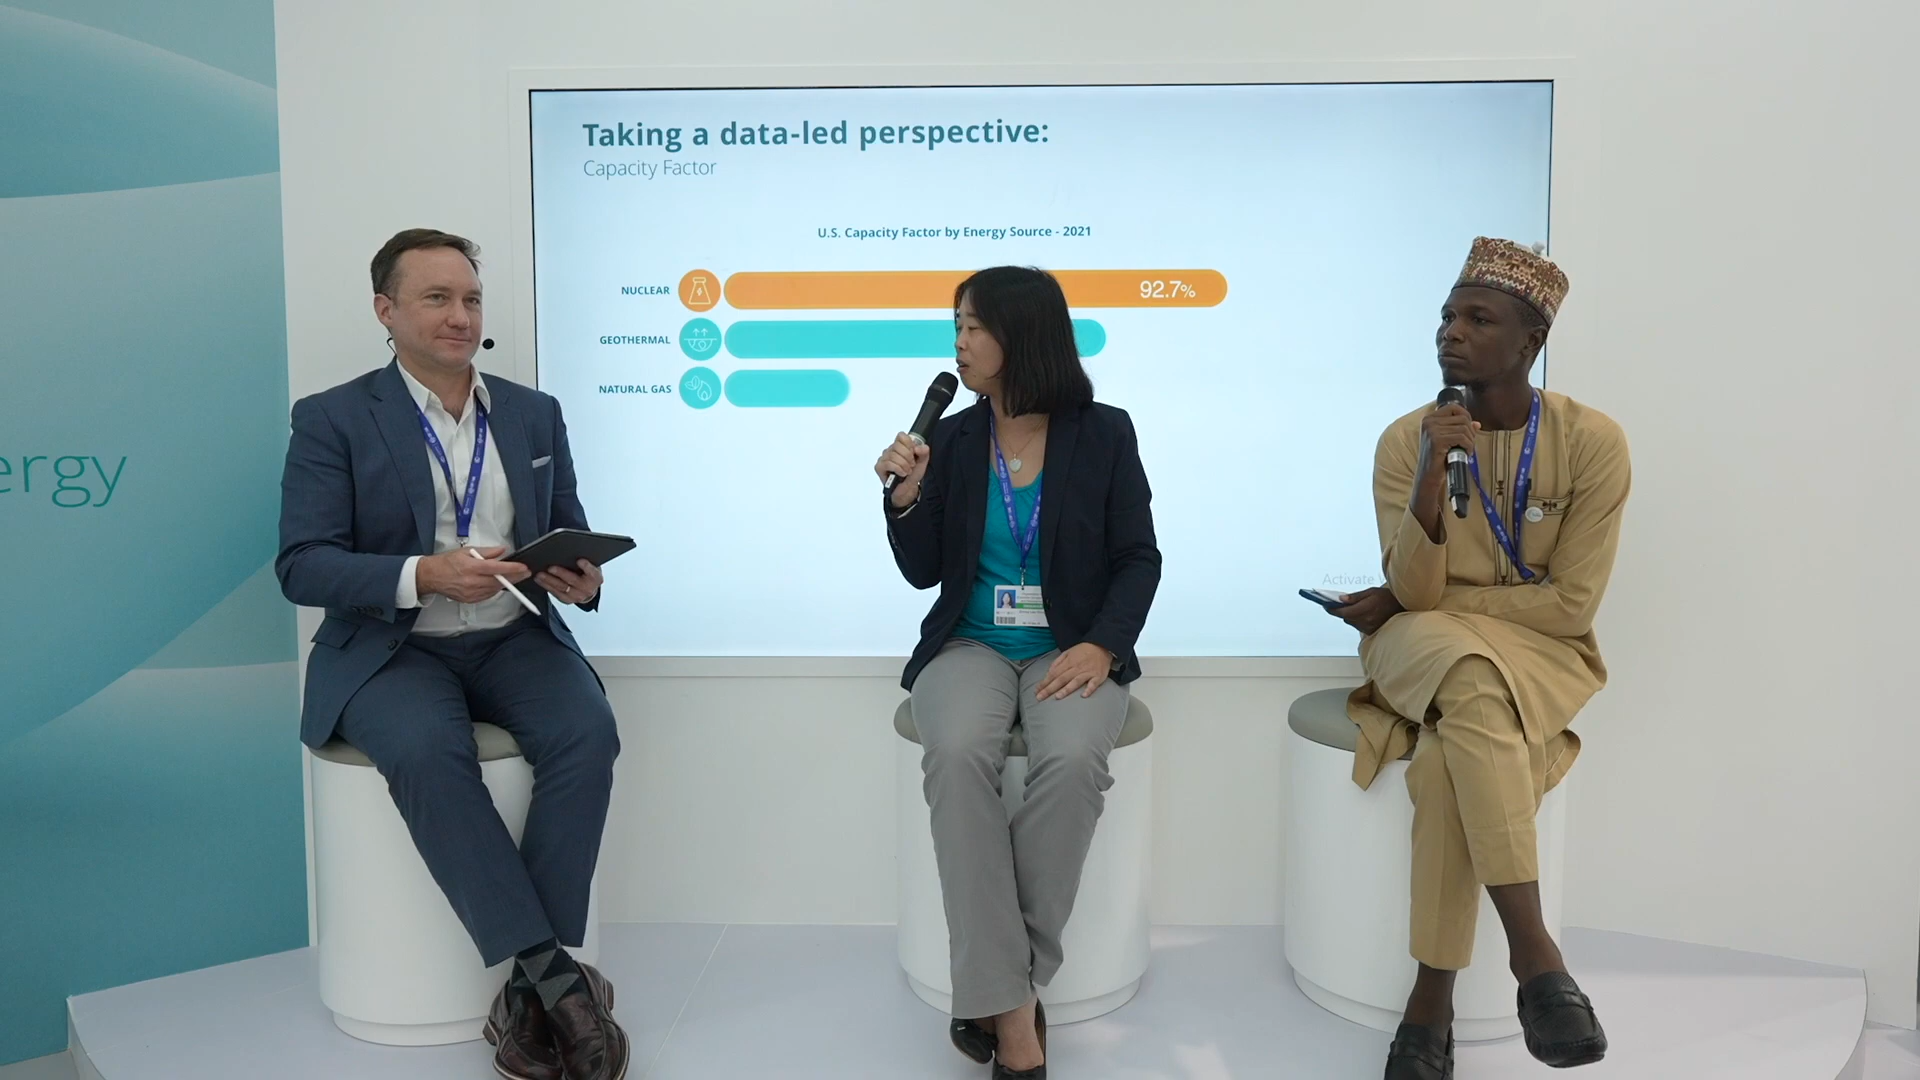 Taking a data-led perspective:
Capacity Factor
U.S. Capacity Factor by Energy Source - 2021
NUCLEAR
92.7%
GEOTHERMAL
NATURAL GAS
ergy
Activate